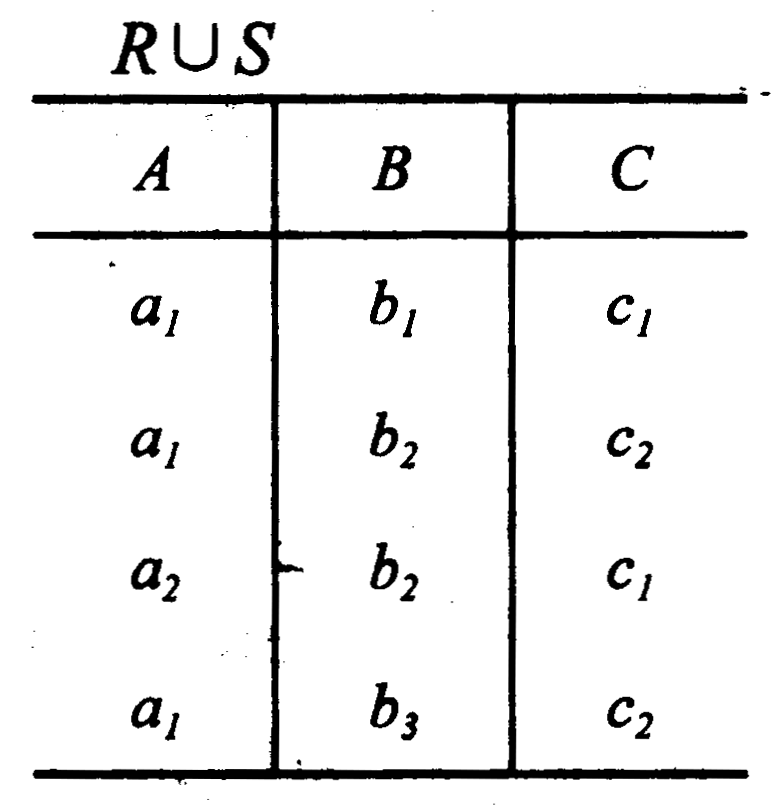 R∪S
A B C
a₁ b₁ c₁
a₁ b₂ c₂
a₂ b₂ c₁
a₁ b₃ c₂